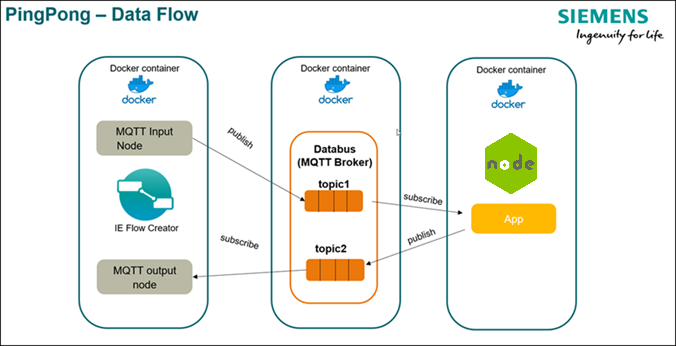 PingPong – Data Flow
SIEMENS
Ingenuity for life
Docker container
docker
MQTT Input
Node
IE Flow Creator
MQTT output
node
publish
subscribe
Docker container
docker
Databus
(MQTT Broker)
topic1
topic2
subscribe
publish
Docker container
docker
node
App